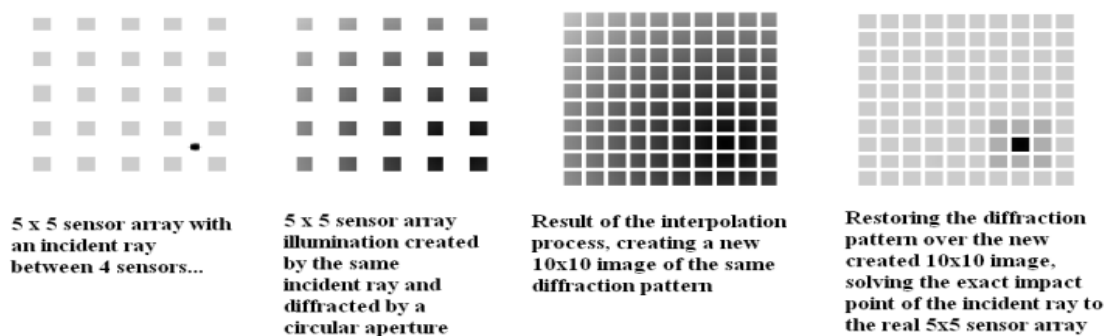 5 x 5 sensor array with
an incident ray
between 4 sensors...
5 x 5 sensor array
illumination created
by the same
incident ray and
diffracted by a
circular aperture
Result of the interpolation
process, creating a new
10x10 image of the same
diffraction pattern
Restoring the diffraction
pattern over the new
created 10x10 image,
solving the exact impact
point of the incident ray to
the real 5x5 sensor array